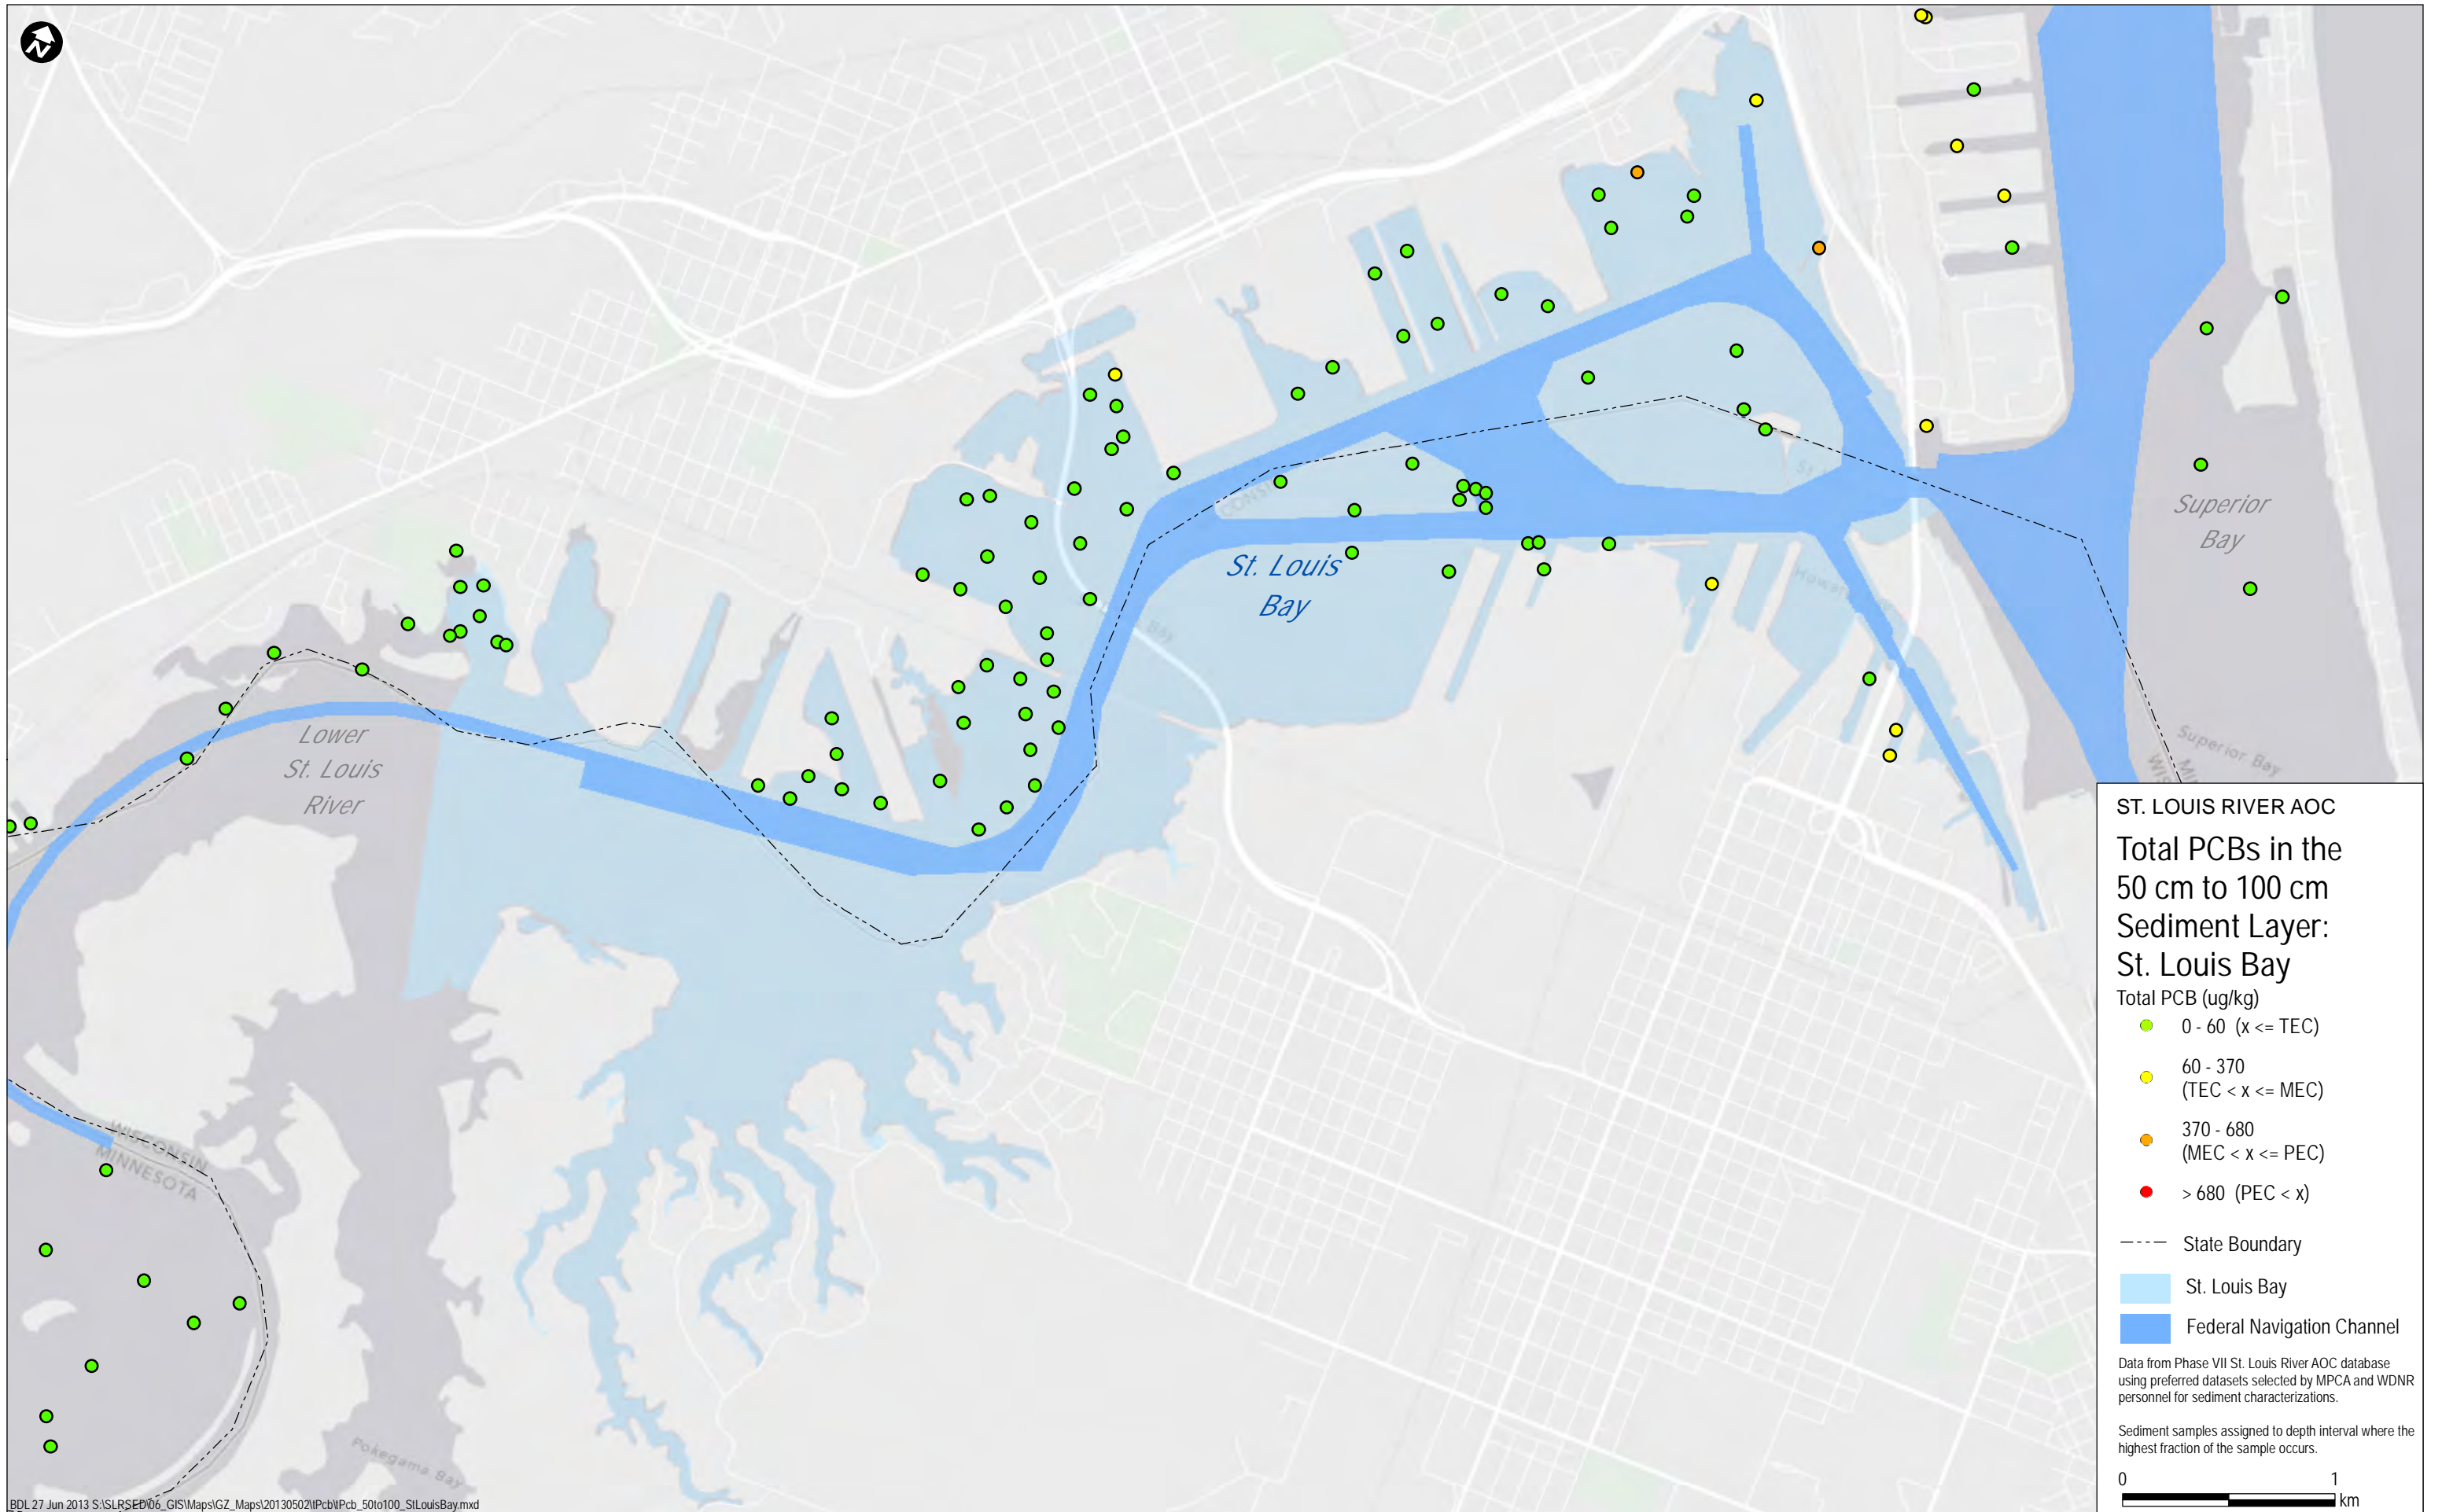 N
St. Louis
Bay
Superior
Bay
Lower
St. Louis
River
Superior Bay
WISCONSIN
MINNESOTA
Pokegama Bay
BDL 27 Jun 2013 S:\SLRSED\06_GIS\Maps\GZ_Maps\20130502\tPcb\tPcb_50to100_StLouisBay.mxd
ST. LOUIS RIVER AOC
Total PCBs in the
50 cm to 100 cm
Sediment Layer:
St. Louis Bay
Total PCB (ug/kg)
0 - 60 (x <= TEC)
60 - 370
(TEC < x <= MEC)
370 - 680
(MEC < x <= PEC)
> 680 (PEC < x)
State Boundary
St. Louis Bay
Federal Navigation Channel
Data from Phase VII St. Louis River AOC database
using preferred datasets selected by MPCA and WDNR
personnel for sediment characterizations.
Sediment samples assigned to depth interval where the
highest fraction of the sample occurs.
0 1
km